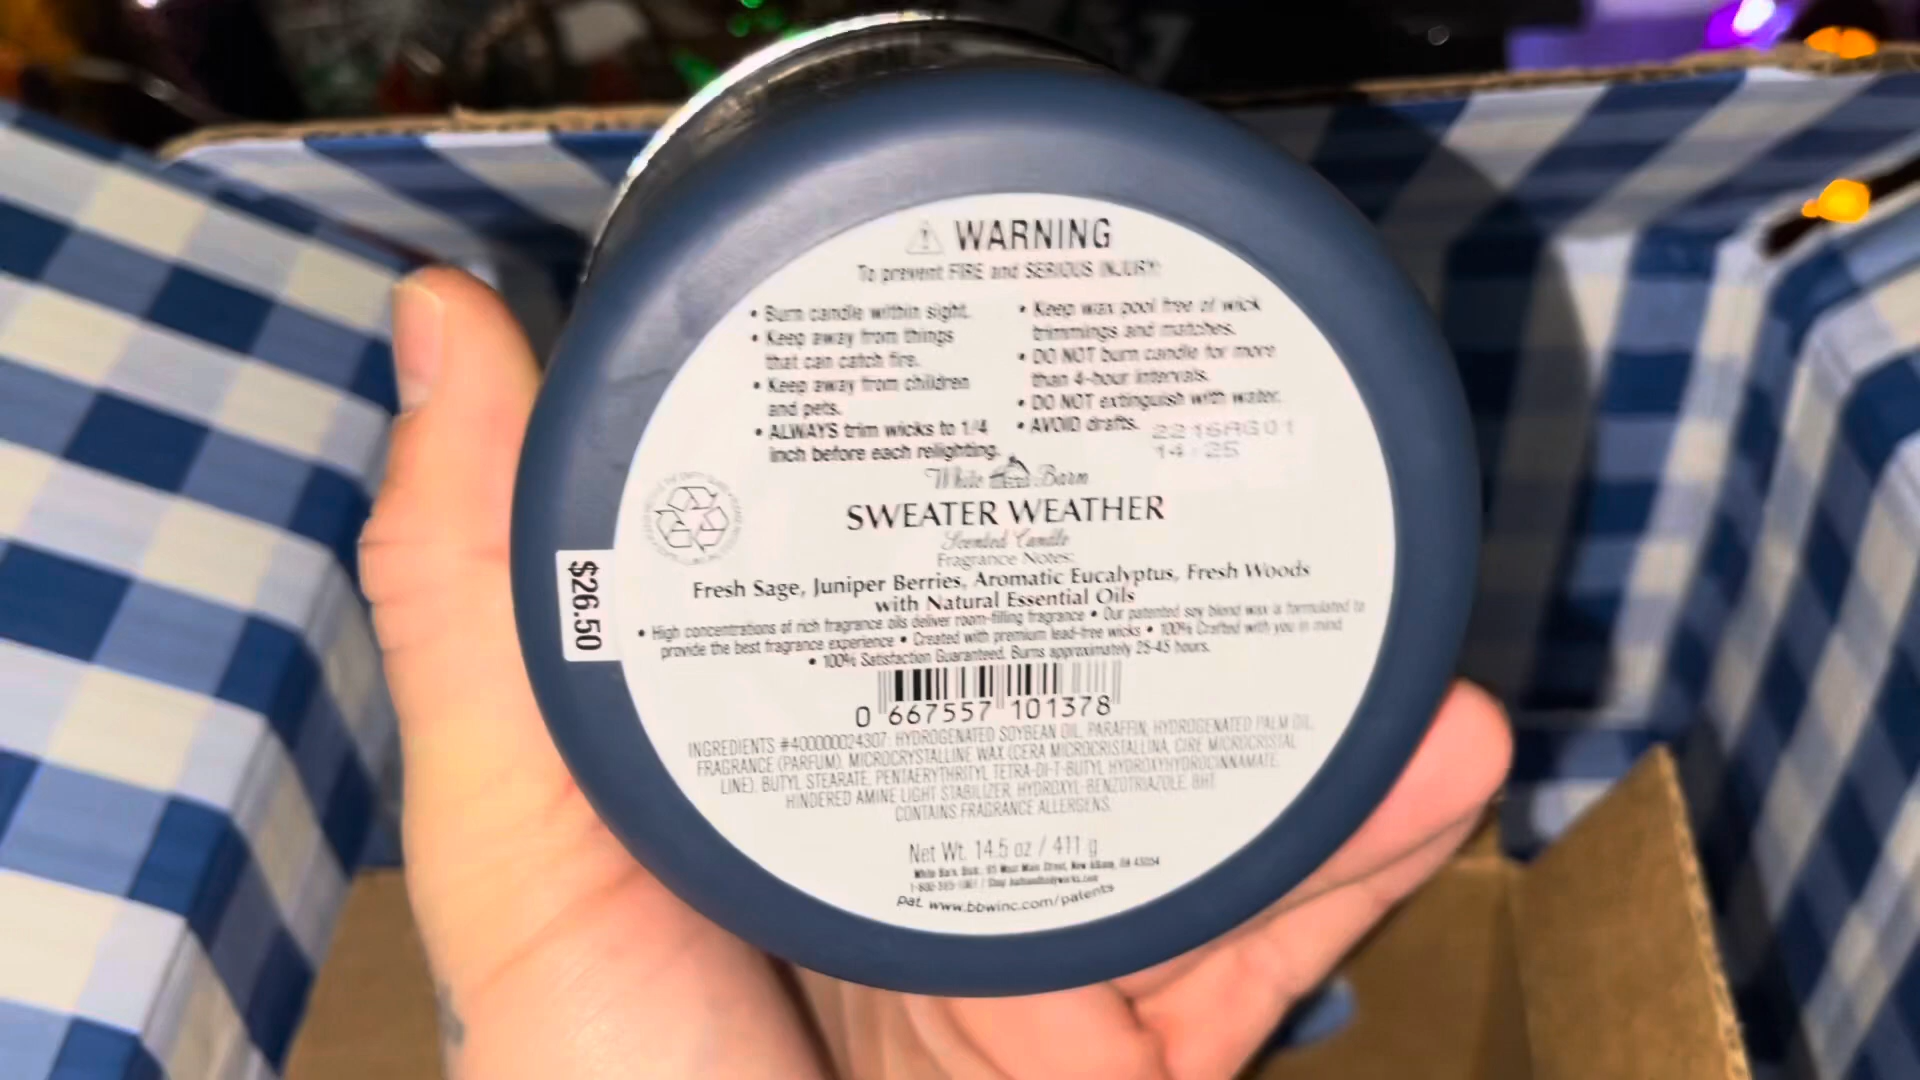 WARNING
To prevent FIRE and SERIOUS INJURY:
• Burn candle within sight.
• Keep away from things
that can catch fire.
• Keep away from children
and pets.
• ALWAYS trim wicks to 1/4
inch before each relighting.
• Keep wax pool free of wick
trimmings and matches.
• DO NOT burn candle for more
than 4-hour intervals.
• DO NOT extinguish with water.
• AVOID drafts.
2216AG01
14:25
White Barn
SWEATER WEATHER
Scented Candle
Fragrance Notes:
Fresh Sage, Juniper Berries, Aromatic Eucalyptus, Fresh Woods
with Natural Essential Oils
• High concentrations of rich fragrance oils deliver room-filling fragrance • Our patented soy blend wax is formulated to
provide the best fragrance experience • Created with premium lead-free wicks • 100% Crafted with you in mind
• 100% Satisfaction Guaranteed. Burns approximately 25-45 hours.
$26.50
0 667557 101378
INGREDIENTS #400000024307: HYDROGENATED SOYBEAN OIL, PARAFFIN, HYDROGENATED PALM OIL,
FRAGRANCE (PARFUM), MICROCRYSTALLINE WAX (CERA MICROCRISTALLINA, CIRE MICROCRISTAL
LINE), BUTYL STEARATE, PENTAERYTHRITYL TETRA-DI-T-BUTYL HYDROXYHYDROCINNAMATE,
HINDERED AMINE LIGHT STABILIZER, HYDROXYL-BENZOTRIAZOLE, BHT.
CONTAINS FRAGRANCE ALLERGENS.
Net Wt. 14.5 oz / 411 g
White Barn Main Street, New Albany, OH 43054
Pat. www.bbwinc.com/patents